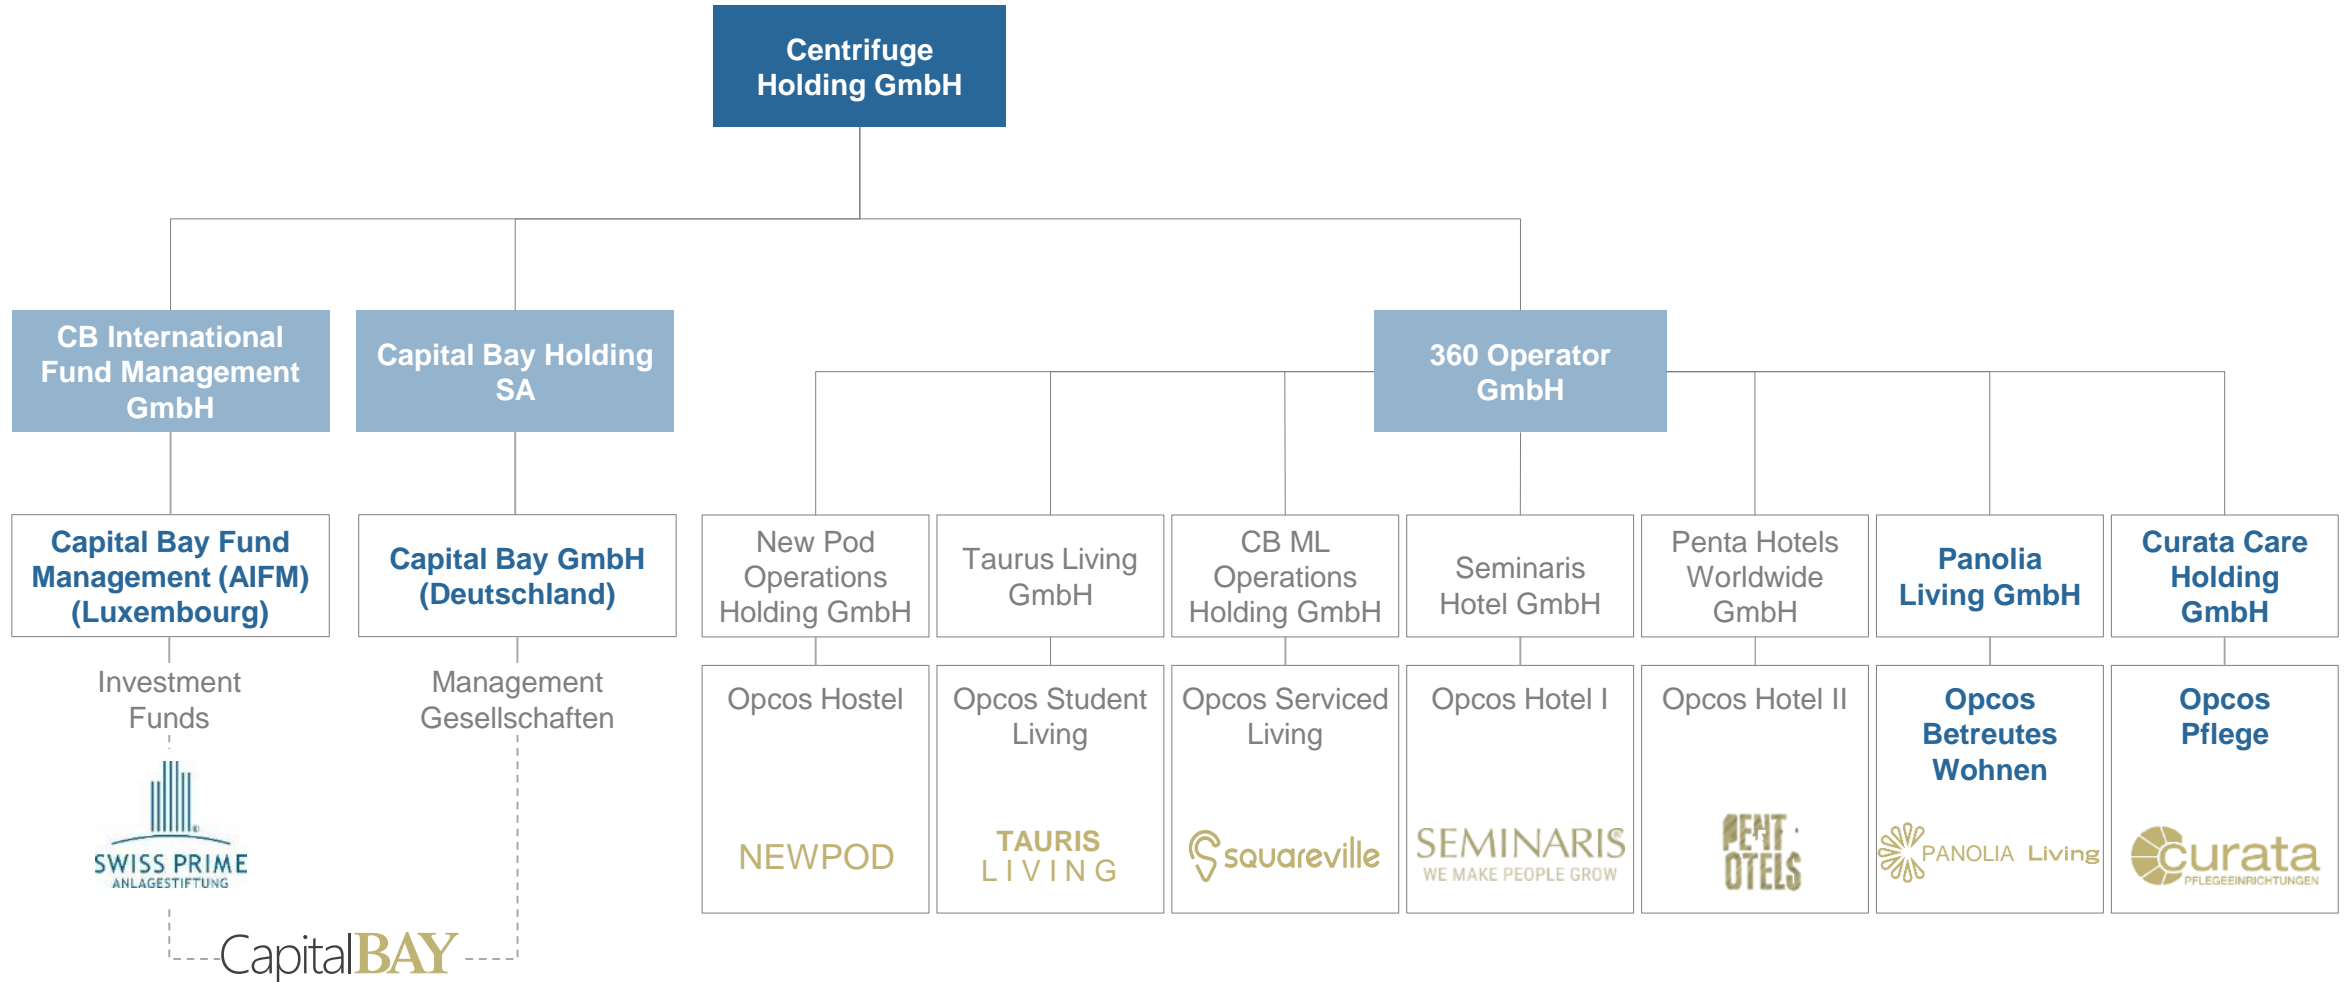 Centrifuge
Holding GmbH
CB International
Fund Management
GmbH
Capital Bay Holding
SA
360 Operator
GmbH
Capital Bay Fund
Management (AIFM)
(Luxembourg)
Capital Bay GmbH
(Deutschland)
New Pod
Operations
Holding GmbH
Taurus Living
GmbH
CB ML
Operations
Holding GmbH
Seminaris
Hotel GmbH
Penta Hotels
Worldwide
GmbH
Panolia
Living GmbH
Curata Care
Holding
GmbH
Investment
Funds
Management
Gesellschaften
Opcos Hostel
Opcos Student
Living
Opcos Serviced
Living
Opcos Hotel I
Opcos Hotel II
Opcos
Betreutes
Wohnen
Opcos
Pflege
SWISS PRIME
ANLAGESTIFTUNG
NEWPOD
TAURIS
LIVING
squareville
SEMINARIS®
WE MAKE PEOPLE GROW
PENT
OTELS
PANOLIA Living
curata
PFLEGEEINRICHTUNGEN
CapitalBAY